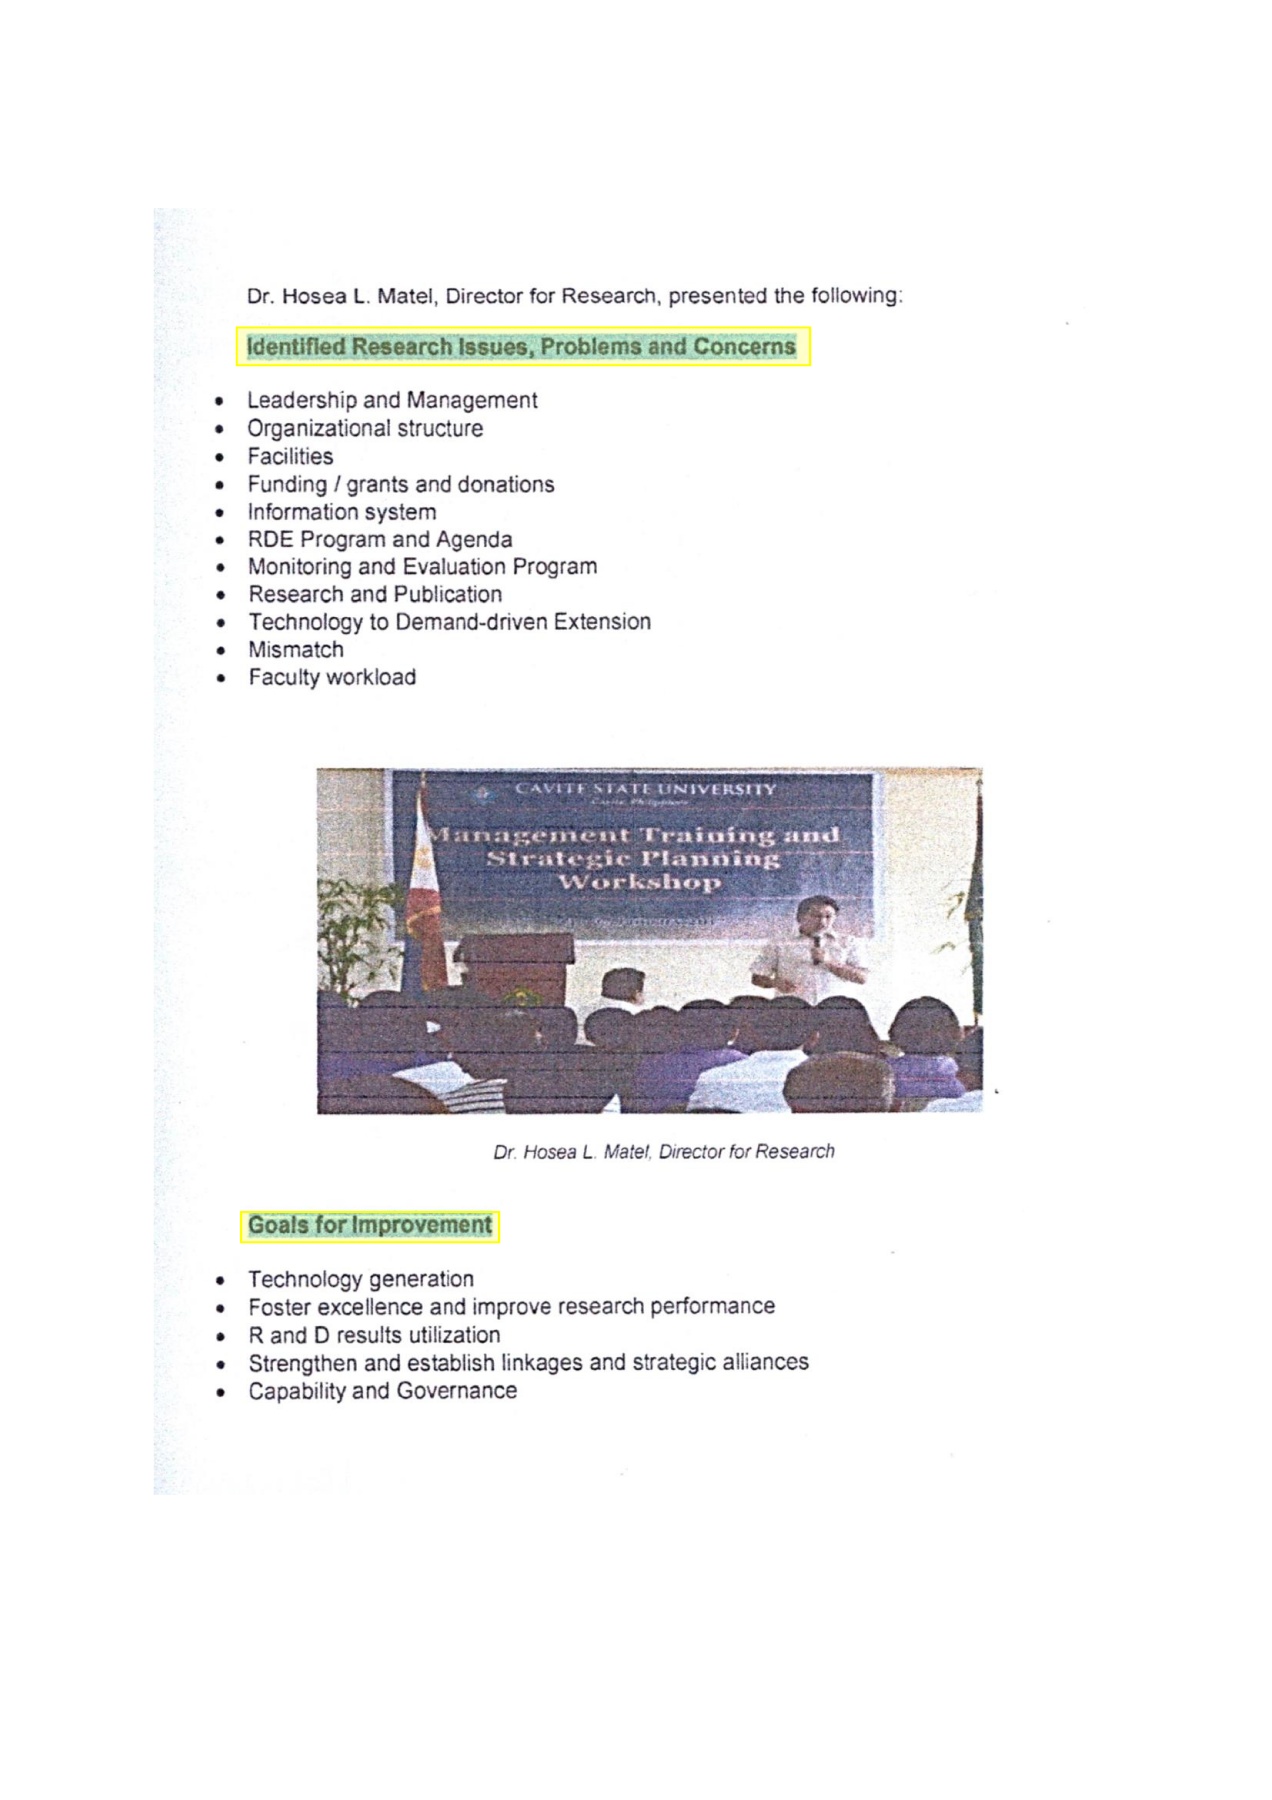 Dr. Hosea L. Matel, Director for Research, presented the following:
Identified Research Issues, Problems and Concerns
• Leadership and Management
• Organizational structure
• Facilities
• Funding / grants and donations
• Information system
• RDE Program and Agenda
• Monitoring and Evaluation Program
• Research and Publication
• Technology to Demand-driven Extension
• Mismatch
• Faculty workload
CAVITE STATE UNIVERSITY
Cavite, Philippines
Management Training and
Strategic Planning
Workshop
Dr. Hosea L. Matel, Director for Research
Goals for Improvement
• Technology generation
• Foster excellence and improve research performance
• R and D results utilization
• Strengthen and establish linkages and strategic alliances
• Capability and Governance